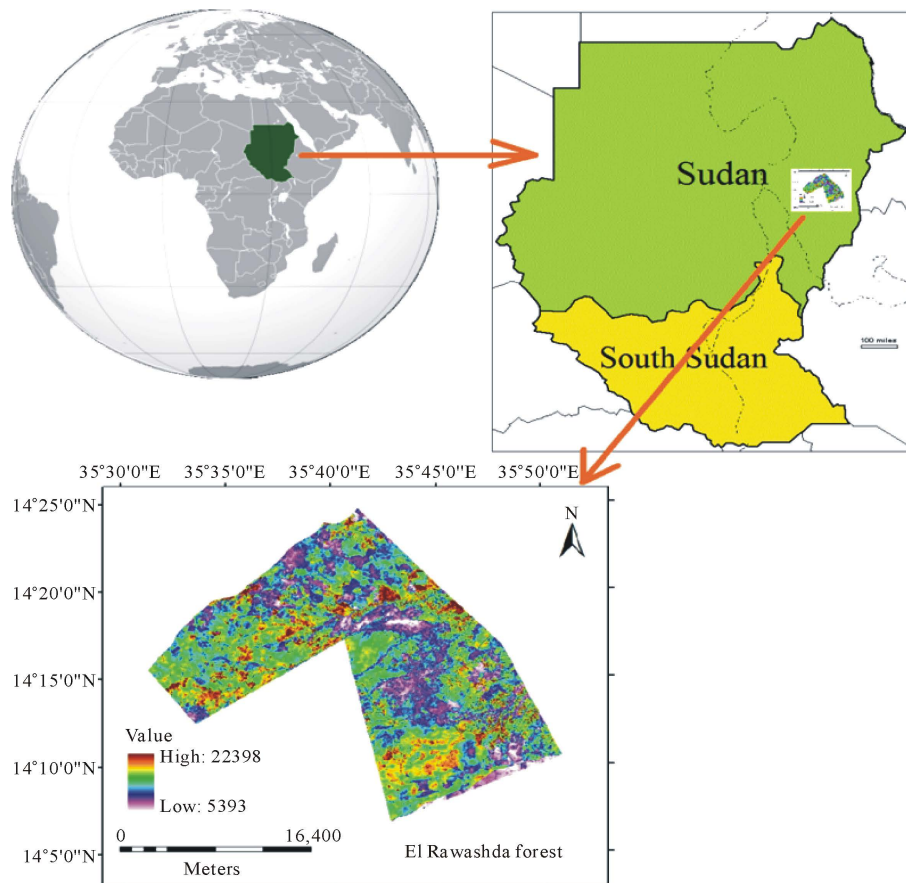 Sudan
South Sudan
100 miles
35°30'0"E 35°35'0"E 35°40'0"E 35°45'0"E 35°50'0"E
14°25'0"N
N
14°20'0"N
14°15'0"N
Value
High: 22398
14°10'0"N
Low: 5393
0 16,400
14°5'0"N
El Rawashda forest
Meters